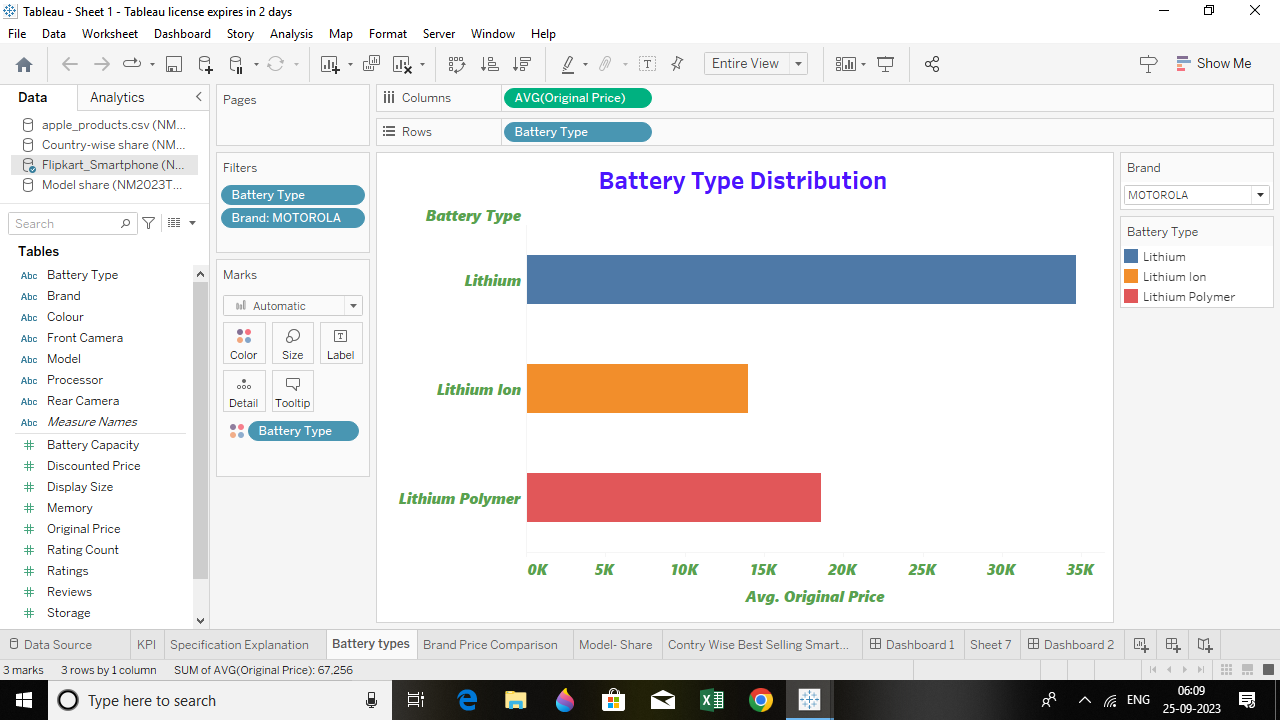 Tableau - Sheet 1 - Tableau license expires in 2 days
File Data Worksheet Dashboard Story Analysis Map Format Server Window Help
Entire View
Show Me
Data Analytics
apple_products.csv (NM...
Country-wise share (NM...
Flipkart_Smartphone (N...
Model share (NM2023T...
Search
Tables
Abc Battery Type
Abc Brand
Abc Colour
Abc Front Camera
Abc Model
Abc Processor
Abc Rear Camera
Abc Measure Names
Battery Capacity
Discounted Price
Display Size
Memory
Original Price
Rating Count
Ratings
Reviews
Storage
Pages
Filters
Battery Type
Brand: MOTOROLA
Marks
Automatic
Color Size Label
Detail Tooltip
Battery Type
Columns AVG(Original Price)
Rows Battery Type
Battery Type Distribution
Battery Type
Lithium
Lithium Ion
Lithium Polymer
0K 5K 10K 15K 20K 25K 30K 35K
Avg. Original Price
Brand
MOTOROLA
Battery Type
Lithium
Lithium Ion
Lithium Polymer
Data Source KPI Specification Explanation Battery types Brand Price Comparison Model- Share Contry Wise Best Selling Smart... Dashboard 1 Sheet 7 Dashboard 2
3 marks 3 rows by 1 column SUM of AVG(Original Price): 67,256
Type here to search
ENG
06:09
25-09-2023